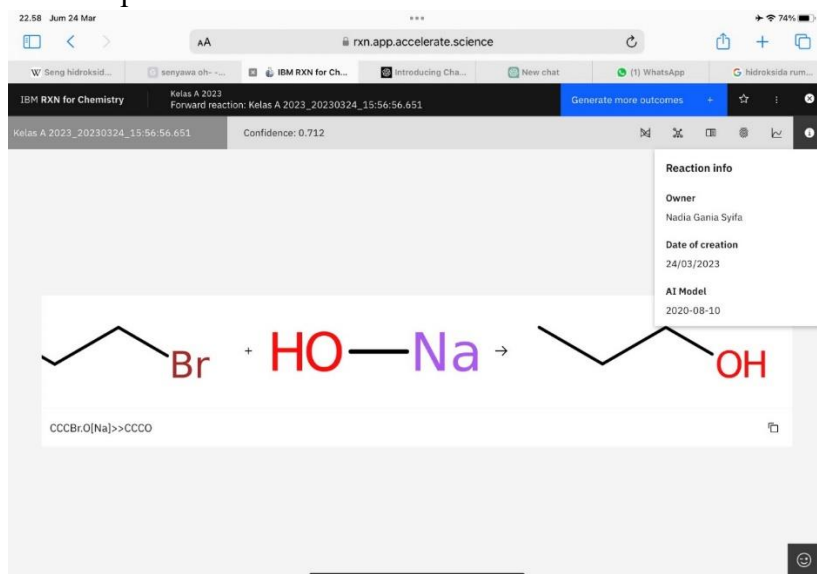 22.58 Jum 24 Mar
74%
AA
rxn.app.accelerate.science
W Seng hidroksid...
senyawa oh- -...
IBM RXN for Ch...
Introducing Cha...
New chat
(1) WhatsApp
G hidroksida rum...
IBM RXN for Chemistry
Kelas A 2023
Forward reaction: Kelas A 2023_20230324_15:56:56.651
Generate more outcomes +
Kelas A 2023_20230324_15:56:56.651
Confidence: 0.712
Reaction info
Owner
Nadia Gania Syifa
Date of creation
24/03/2023
AI Model
2020-08-10
Br + HO Na → OH
CCCBr.O[Na]>>CCCO